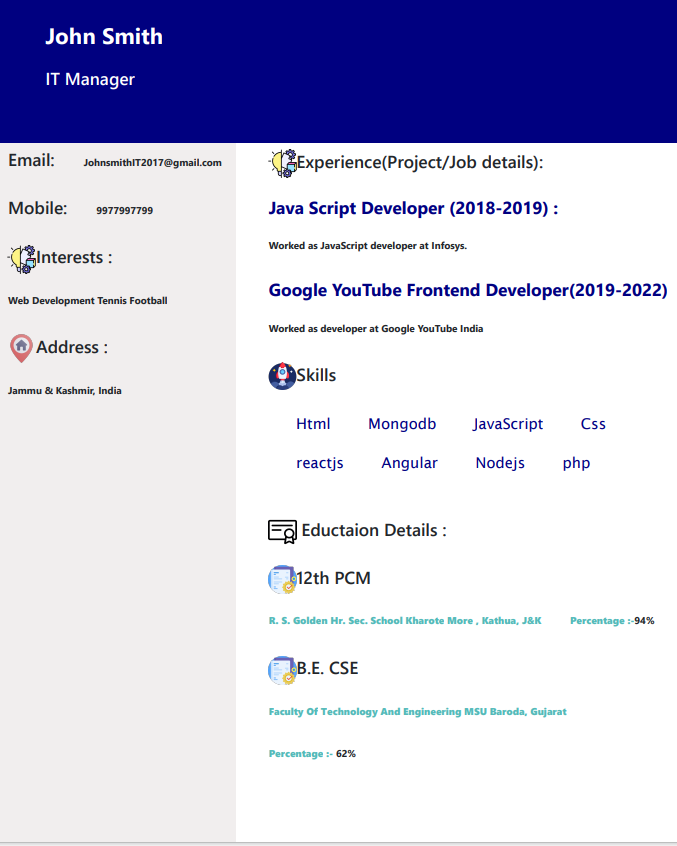 John Smith
IT Manager
Email: JohnsmithIT2017@gmail.com
Mobile: 9977997799
Interests :
Web Development Tennis Football
Address :
Jammu & Kashmir, India
Experience(Project/Job details):
Java Script Developer (2018-2019) :
Worked as JavaScript developer at Infosys.
Google YouTube Frontend Developer(2019-2022)
Worked as developer at Google YouTube India
Skills
Html Mongodb JavaScript Css
reactjs Angular Nodejs php
Eductaion Details :
12th PCM
R. S. Golden Hr. Sec. School Kharote More , Kathua, J&K Percentage :-94%
B.E. CSE
Faculty Of Technology And Engineering MSU Baroda, Gujarat
Percentage :- 62%